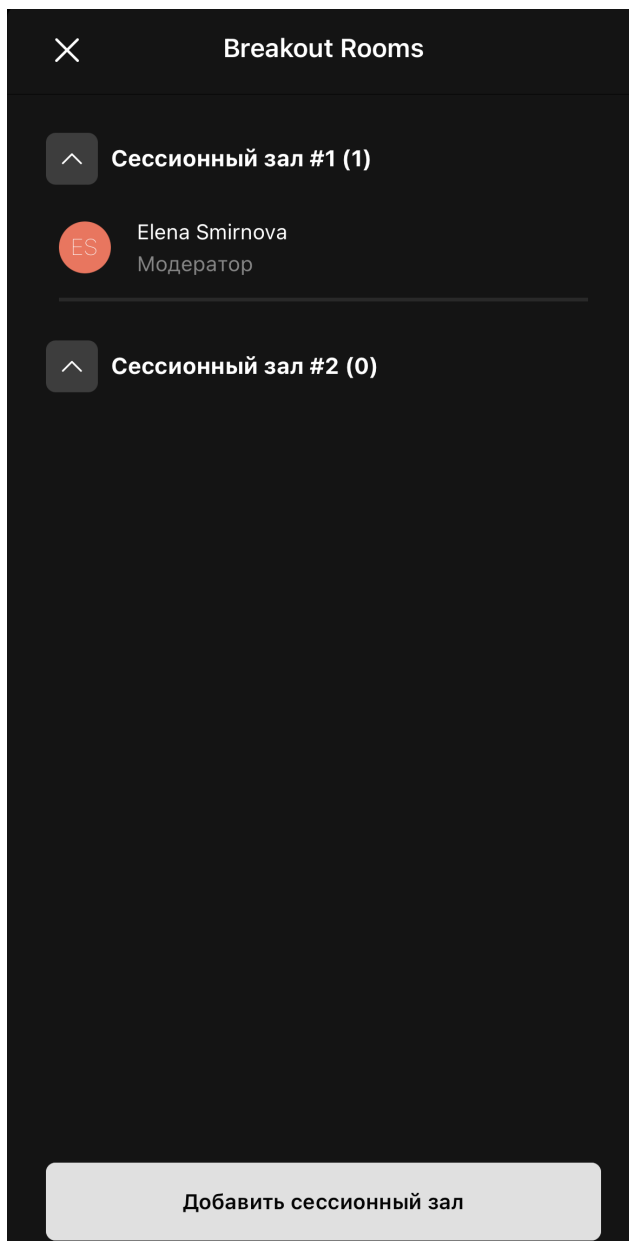 Breakout Rooms
Сессионный зал #1 (1)
ES
Elena Smirnova
Модератор
Сессионный зал #2 (0)
Добавить сессионный зал